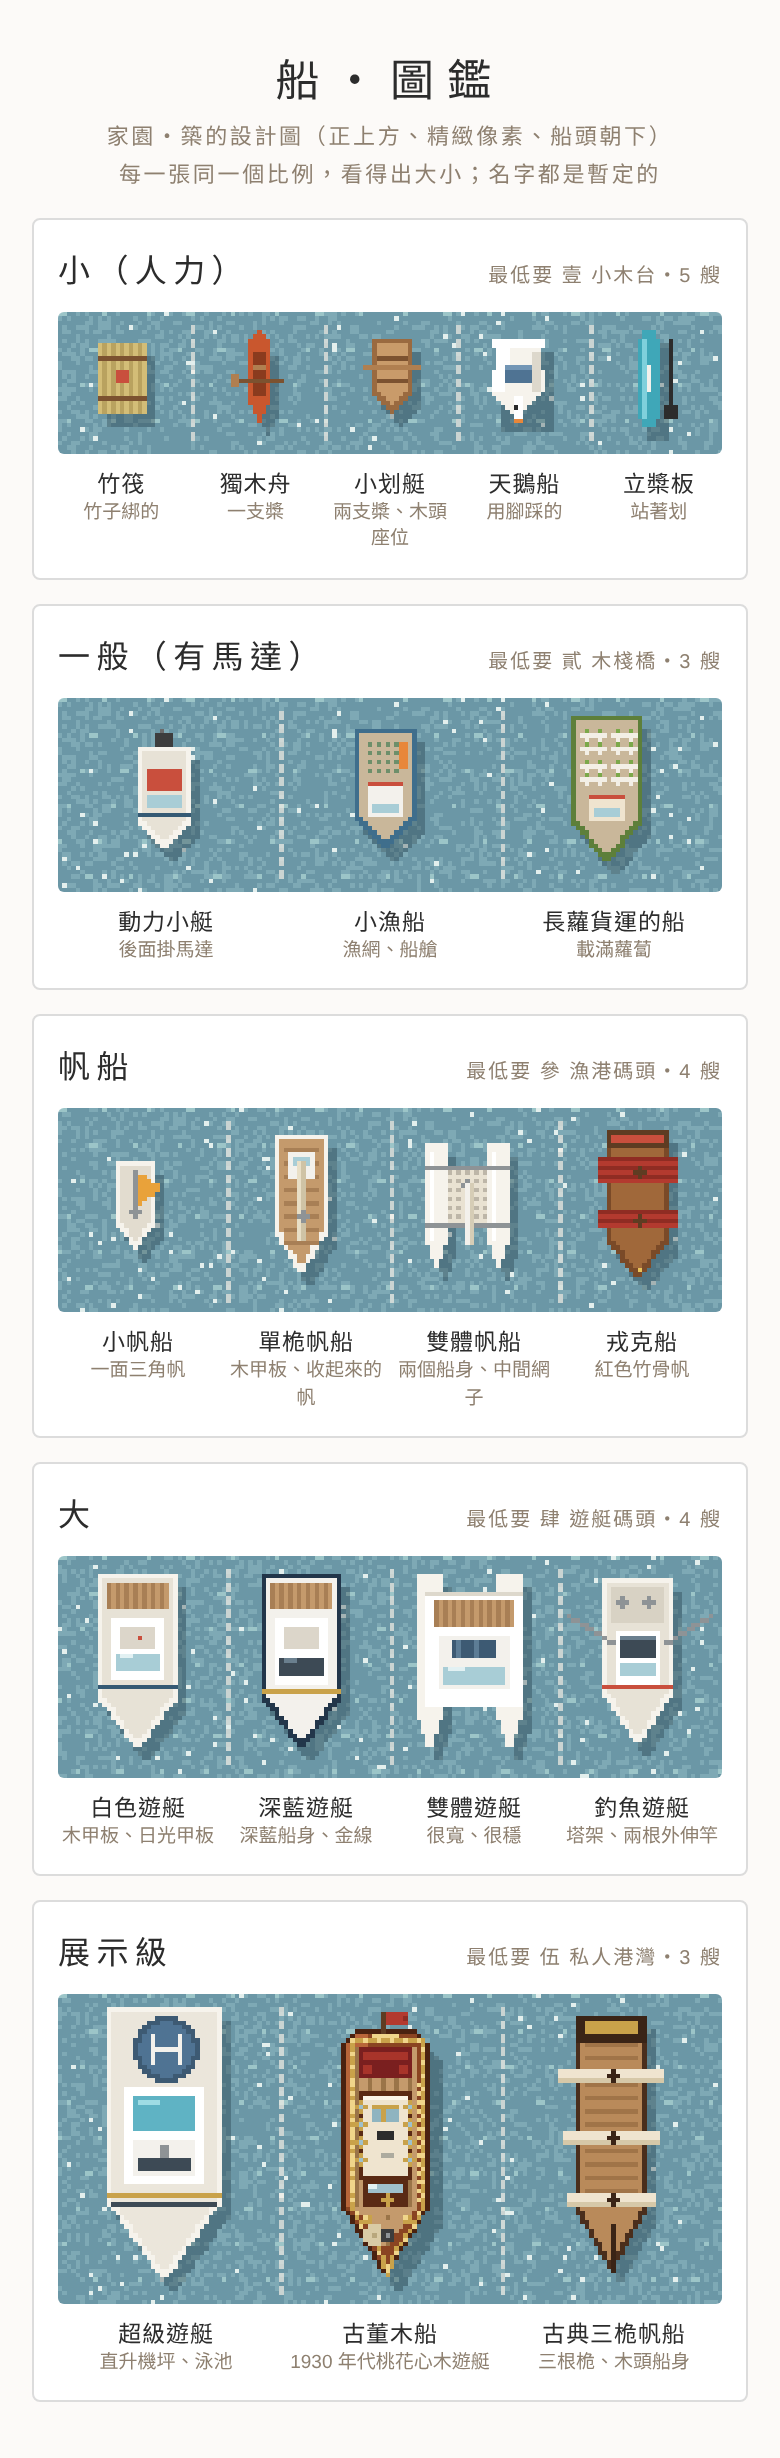 船・圖鑑
家園・築的設計圖（正上方、精緻像素、船頭朝下）
每一張同一個比例，看得出大小；名字都是暫定的
小（人力）
最低要 壹 小木台・5 艘
竹筏
竹子綁的
獨木舟
一支槳
小划艇
兩支槳、木頭
座位
天鵝船
用腳踩的
立槳板
站著划
一般（有馬達）
最低要 貳 木棧橋・3 艘
動力小艇
後面掛馬達
小漁船
漁網、船艙
長蘿貨運的船
載滿蘿蔔
帆船
最低要 參 漁港碼頭・4 艘
小帆船
一面三角帆
單桅帆船
木甲板、收起來的
帆
雙體帆船
兩個船身、中間網
子
戎克船
紅色竹骨帆
大
最低要 肆 遊艇碼頭・4 艘
白色遊艇
木甲板、日光甲板
深藍遊艇
深藍船身、金線
雙體遊艇
很寬、很穩
釣魚遊艇
塔架、兩根外伸竿
展示級
最低要 伍 私人港灣・3 艘
H
超級遊艇
直升機坪、泳池
古董木船
1930 年代桃花心木遊艇
古典三桅帆船
三根桅、木頭船身